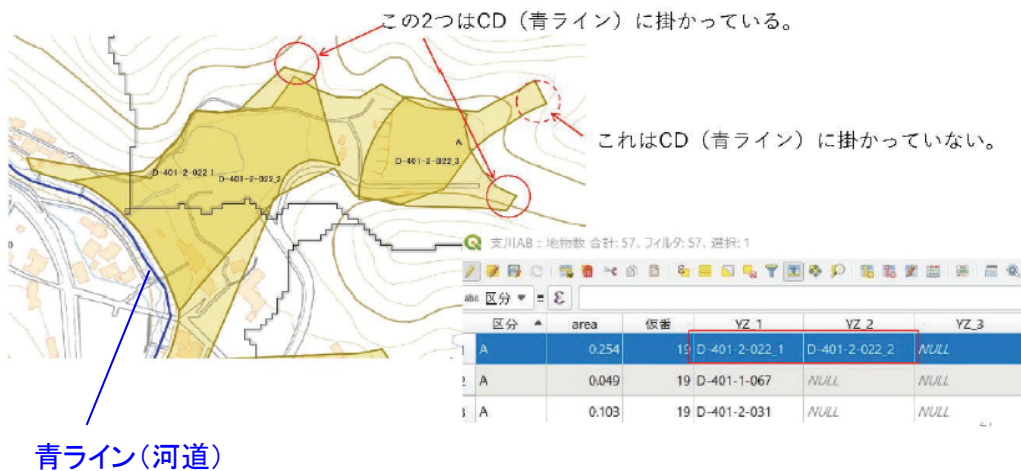 この2つはCD（青ライン）に掛かっている。
これはCD（青ライン）に掛かっていない。
A
D-401-2-022_3
D-401-2-022_1 D-401-2-022_2
支川AB :: 地物数 合計: 57、フィルタ: 57、選択: 1
abc 区分 = ε
区分 area 仮番 YZ_1 YZ_2 YZ_3
1 A 0.254 19 D-401-2-022_1 D-401-2-022_2 NULL
2 A 0.049 19 D-401-1-067 NULL NULL
3 A 0.103 19 D-401-2-031 NULL NULL
青ライン（河道）